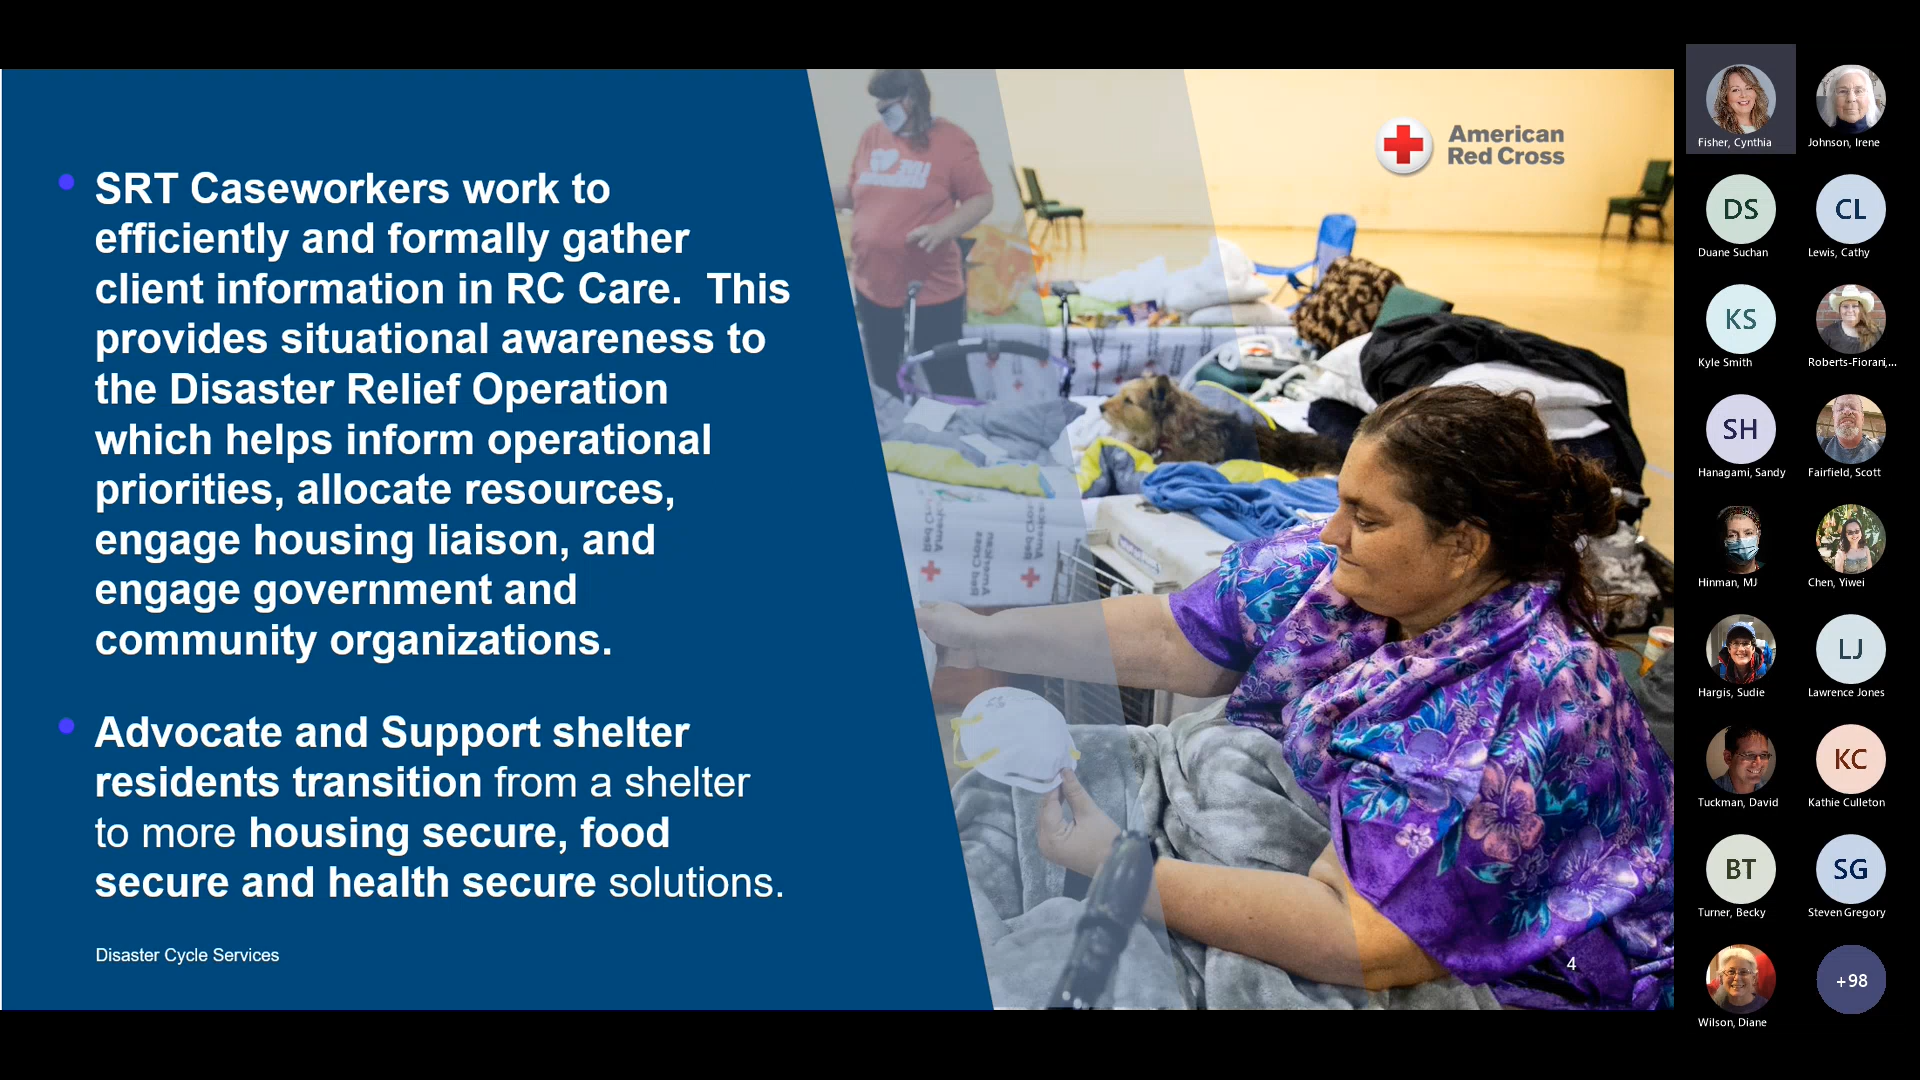 SRT Caseworkers work to
efficiently and formally gather
client information in RC Care.  This
provides situational awareness to
the Disaster Relief Operation
which helps inform operational
priorities, allocate resources,
engage housing liaison, and
engage government and
community organizations.
Advocate and Support shelter
residents transition from a shelter
to more housing secure, food
secure and health secure solutions.
Disaster Cycle Services
American
Red Cross
American
Red Cross
4
Fisher, Cynthia
Johnson, Irene
DS
Duane Suchan
CL
Lewis, Cathy
KS
Kyle Smith
Roberts-Fiorani,...
SH
Hanagami, Sandy
Fairfield, Scott
Hinman, MJ
Chen, Yiwei
Hargis, Sudie
LJ
Lawrence Jones
Tuckman, David
KC
Kathie Culleton
BT
Turner, Becky
SG
Steven Gregory
Wilson, Diane
+98